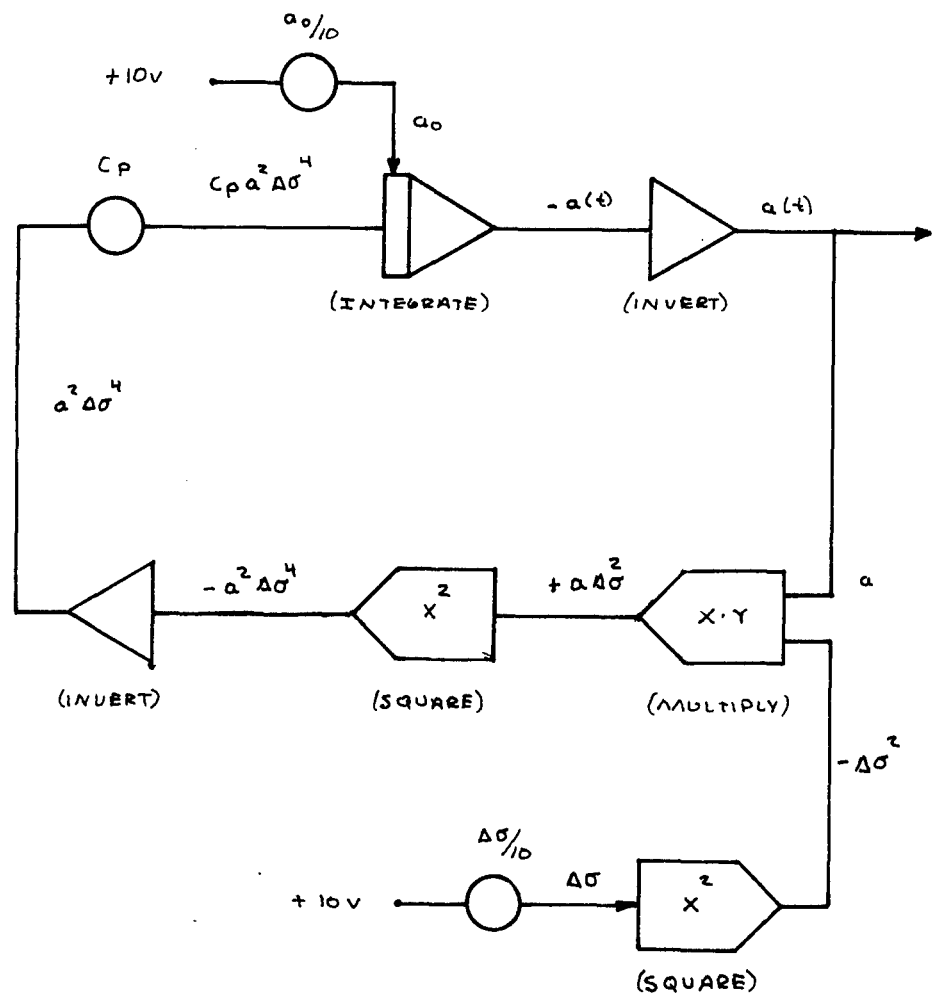 a₀/10
+10v
a₀
Cp
Cp a² Δσ⁴
- a(t)
a(t)
(INTEGRATE)
(INVERT)
a² Δσ⁴
- a² Δσ⁴
+ a Δσ²
a
X²
X·Y
(INVERT)
(SQUARE)
(MULTIPLY)
- Δσ²
Δσ/10
+ 10v
Δσ
X²
(SQUARE)